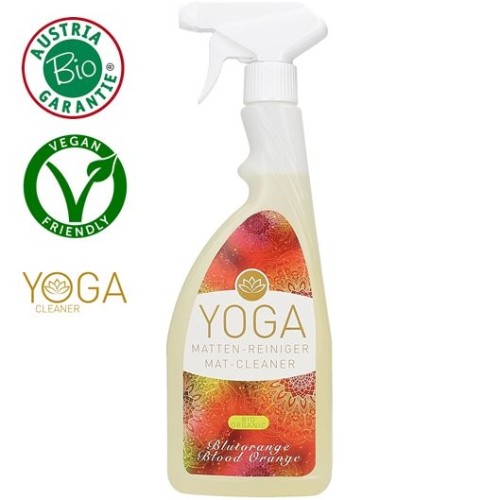 AUSTRIA
Bio
GARANTIE®
VEGAN
FRIENDLY
YOGA
CLEANER
YOGA
MATTEN-REINIGER
MAT-CLEANER
BIO
ORGANIC
Blutorange
Blood Orange